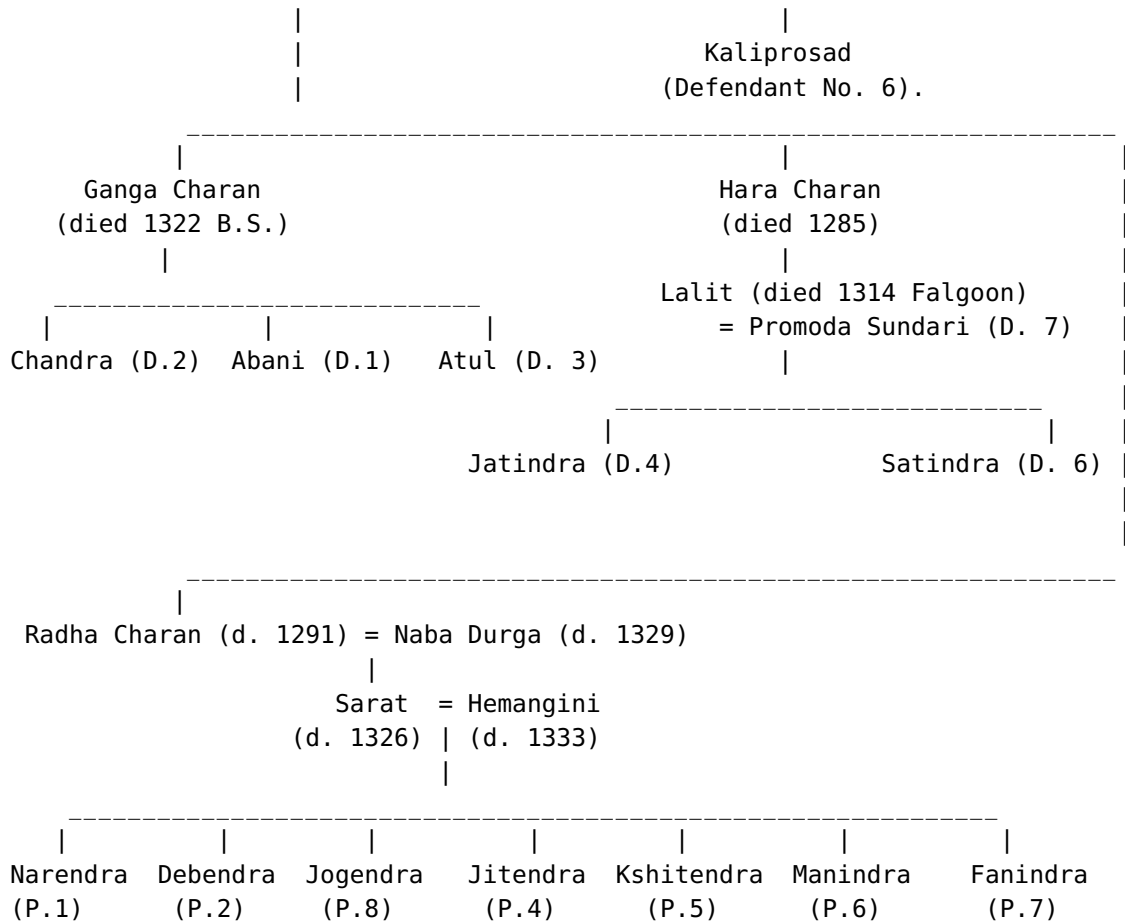 Kaliprosad
(Defendant No. 6).
Ganga Charan Hara Charan
(died 1322 B.S.) (died 1285)
Lalit (died 1314 Falgoon)
= Promoda Sundari (D. 7)
Chandra (D.2) Abani (D.1) Atul (D. 3)
Jatindra (D.4) Satindra (D. 6)
Radha Charan (d. 1291) = Naba Durga (d. 1329)
Sarat = Hemangini
(d. 1326) | (d. 1333)
Narendra Debendra Jogendra Jitendra Kshitendra Manindra Fanindra
(P.1) (P.2) (P.8) (P.4) (P.5) (P.6) (P.7)